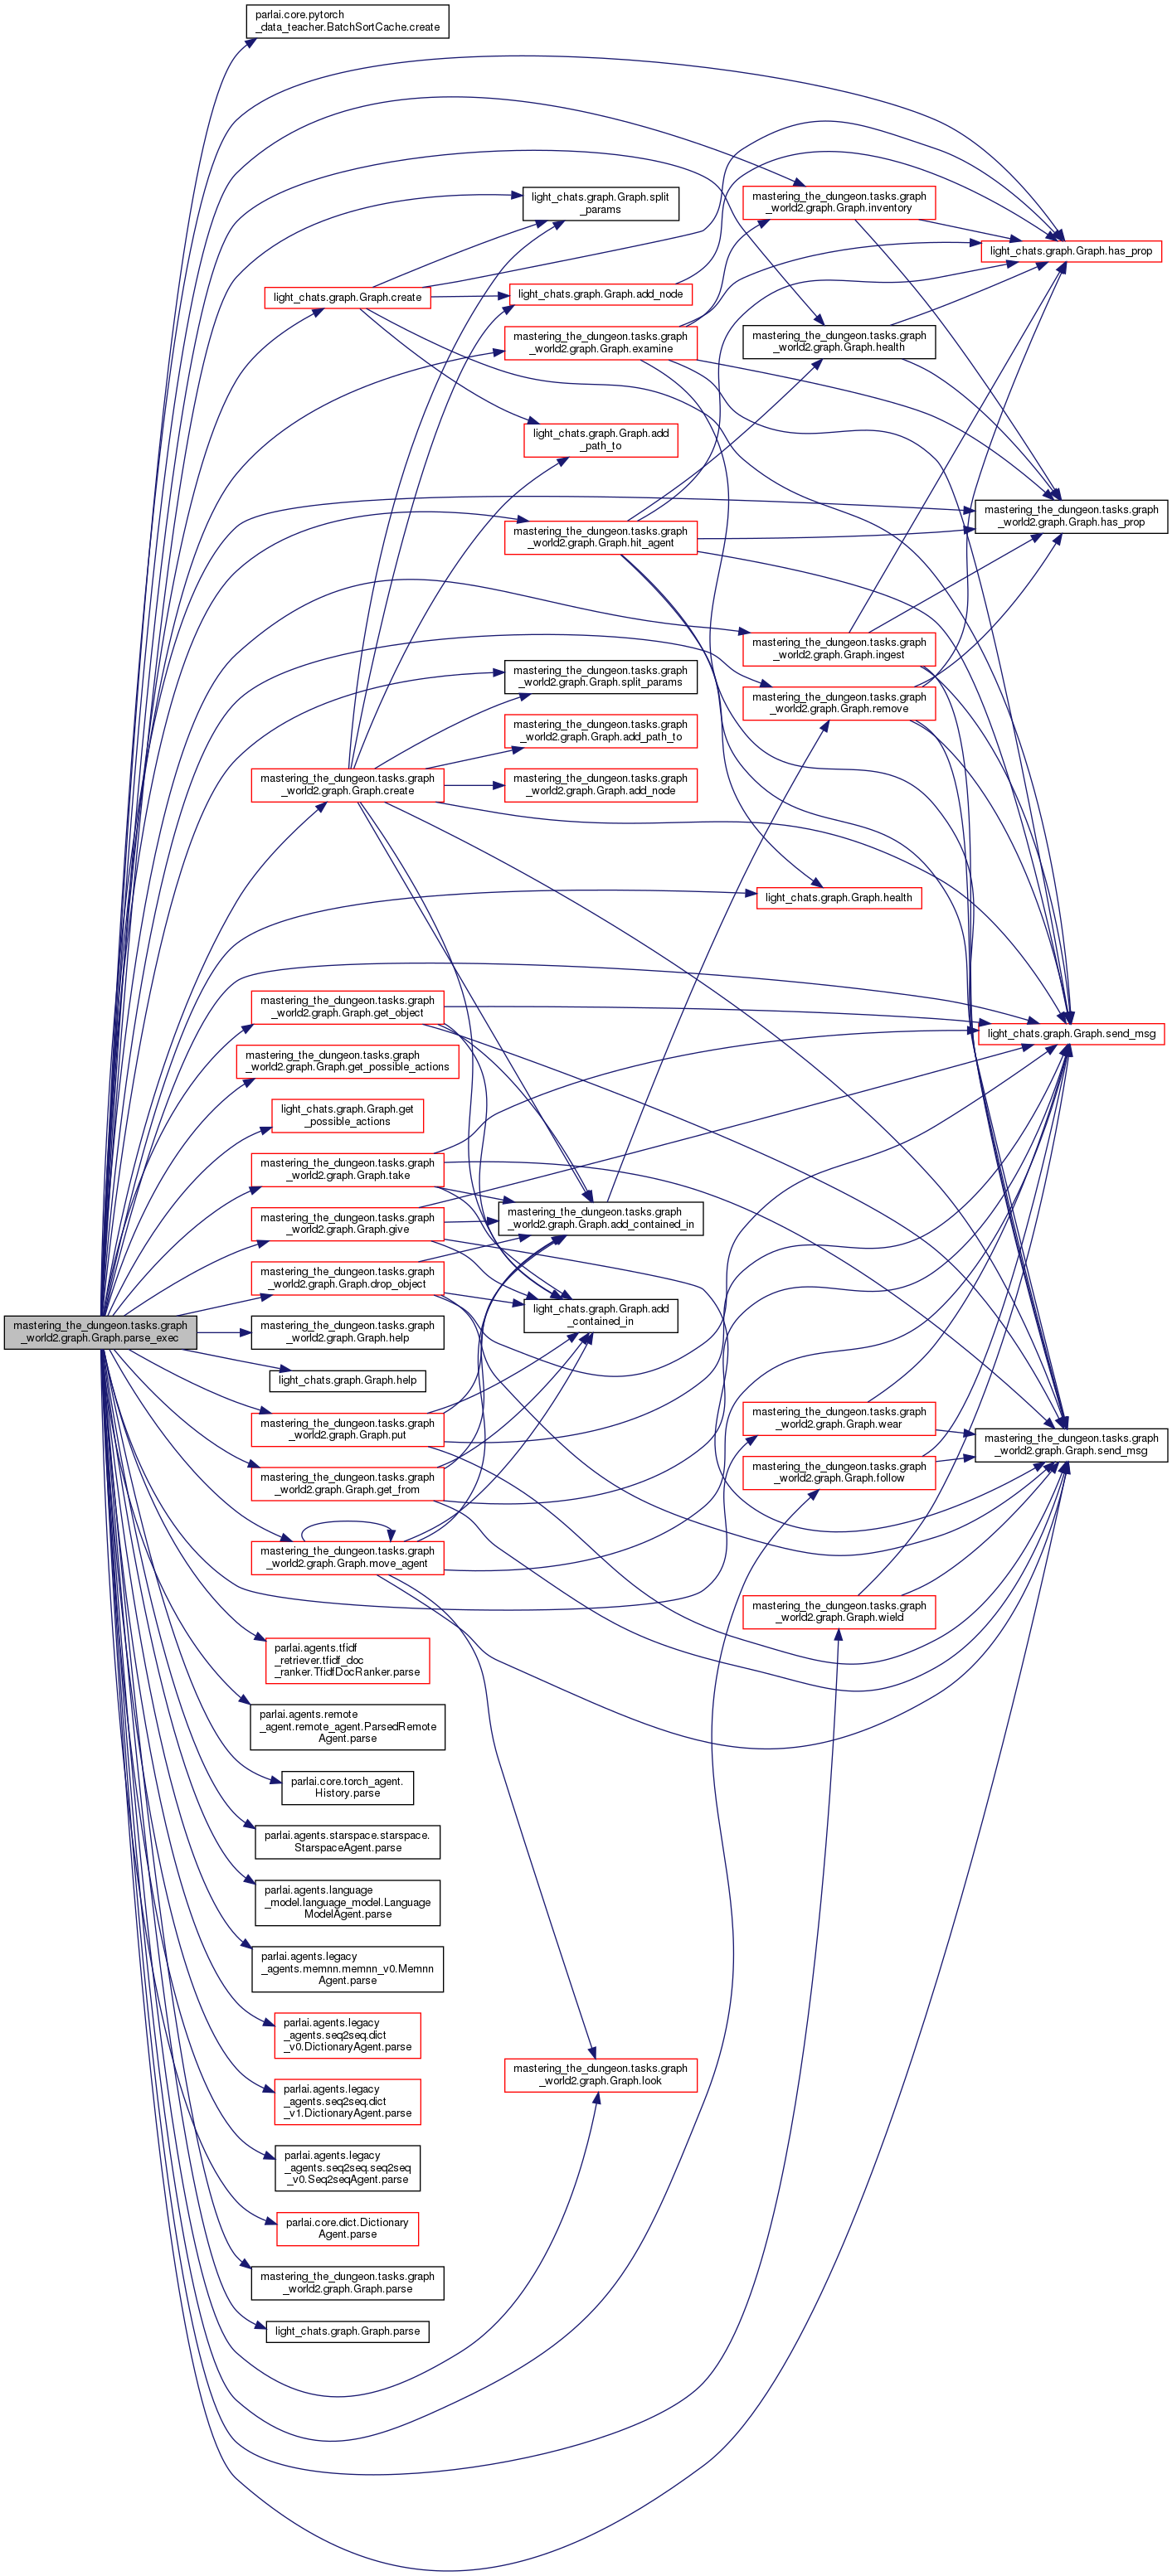 parlai.core.pytorch
_data_teacher.BatchSortCache.create
light_chats.graph.Graph.split
_params
mastering_the_dungeon.tasks.graph
_world2.graph.Graph.inventory
light_chats.graph.Graph.has_prop
light_chats.graph.Graph.create
light_chats.graph.Graph.add_node
mastering_the_dungeon.tasks.graph
_world2.graph.Graph.examine
mastering_the_dungeon.tasks.graph
_world2.graph.Graph.health
light_chats.graph.Graph.add
_path_to
mastering_the_dungeon.tasks.graph
_world2.graph.Graph.has_prop
mastering_the_dungeon.tasks.graph
_world2.graph.Graph.hit_agent
mastering_the_dungeon.tasks.graph
_world2.graph.Graph.ingest
mastering_the_dungeon.tasks.graph
_world2.graph.Graph.split_params
mastering_the_dungeon.tasks.graph
_world2.graph.Graph.remove
mastering_the_dungeon.tasks.graph
_world2.graph.Graph.add_path_to
mastering_the_dungeon.tasks.graph
_world2.graph.Graph.create
mastering_the_dungeon.tasks.graph
_world2.graph.Graph.add_node
light_chats.graph.Graph.health
mastering_the_dungeon.tasks.graph
_world2.graph.Graph.get_object
light_chats.graph.Graph.send_msg
mastering_the_dungeon.tasks.graph
_world2.graph.Graph.get_possible_actions
light_chats.graph.Graph.get
_possible_actions
mastering_the_dungeon.tasks.graph
_world2.graph.Graph.take
mastering_the_dungeon.tasks.graph
_world2.graph.Graph.give
mastering_the_dungeon.tasks.graph
_world2.graph.Graph.add_contained_in
mastering_the_dungeon.tasks.graph
_world2.graph.Graph.drop_object
light_chats.graph.Graph.add
_contained_in
mastering_the_dungeon.tasks.graph
_world2.graph.Graph.parse_exec
mastering_the_dungeon.tasks.graph
_world2.graph.Graph.help
light_chats.graph.Graph.help
mastering_the_dungeon.tasks.graph
_world2.graph.Graph.put
mastering_the_dungeon.tasks.graph
_world2.graph.Graph.wear
mastering_the_dungeon.tasks.graph
_world2.graph.Graph.send_msg
mastering_the_dungeon.tasks.graph
_world2.graph.Graph.get_from
mastering_the_dungeon.tasks.graph
_world2.graph.Graph.follow
mastering_the_dungeon.tasks.graph
_world2.graph.Graph.move_agent
mastering_the_dungeon.tasks.graph
_world2.graph.Graph.wield
parlai.agents.tfidf
_retriever.tfidf_doc
_ranker.TfidfDocRanker.parse
parlai.agents.remote
_agent.remote_agent.ParsedRemote
Agent.parse
parlai.core.torch_agent.
History.parse
parlai.agents.starspace.starspace.
StarspaceAgent.parse
parlai.agents.language
_model.language_model.Language
ModelAgent.parse
parlai.agents.legacy
_agents.memnn.memnn_v0.Memnn
Agent.parse
parlai.agents.legacy
_agents.seq2seq.dict
_v0.DictionaryAgent.parse
mastering_the_dungeon.tasks.graph
_world2.graph.Graph.look
parlai.agents.legacy
_agents.seq2seq.dict
_v1.DictionaryAgent.parse
parlai.agents.legacy
_agents.seq2seq.seq2seq
_v0.Seq2seqAgent.parse
parlai.core.dict.Dictionary
Agent.parse
mastering_the_dungeon.tasks.graph
_world2.graph.Graph.parse
light_chats.graph.Graph.parse